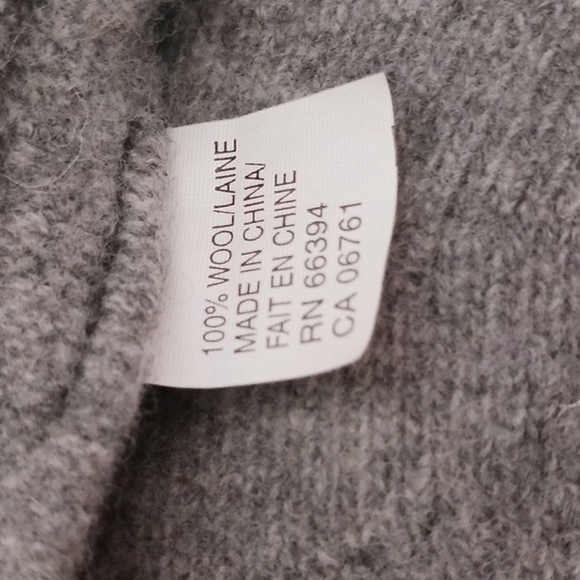 100% WOOL/LAINE
MADE IN CHINA/
FAIT EN CHINE
RN 66394
CA 06761